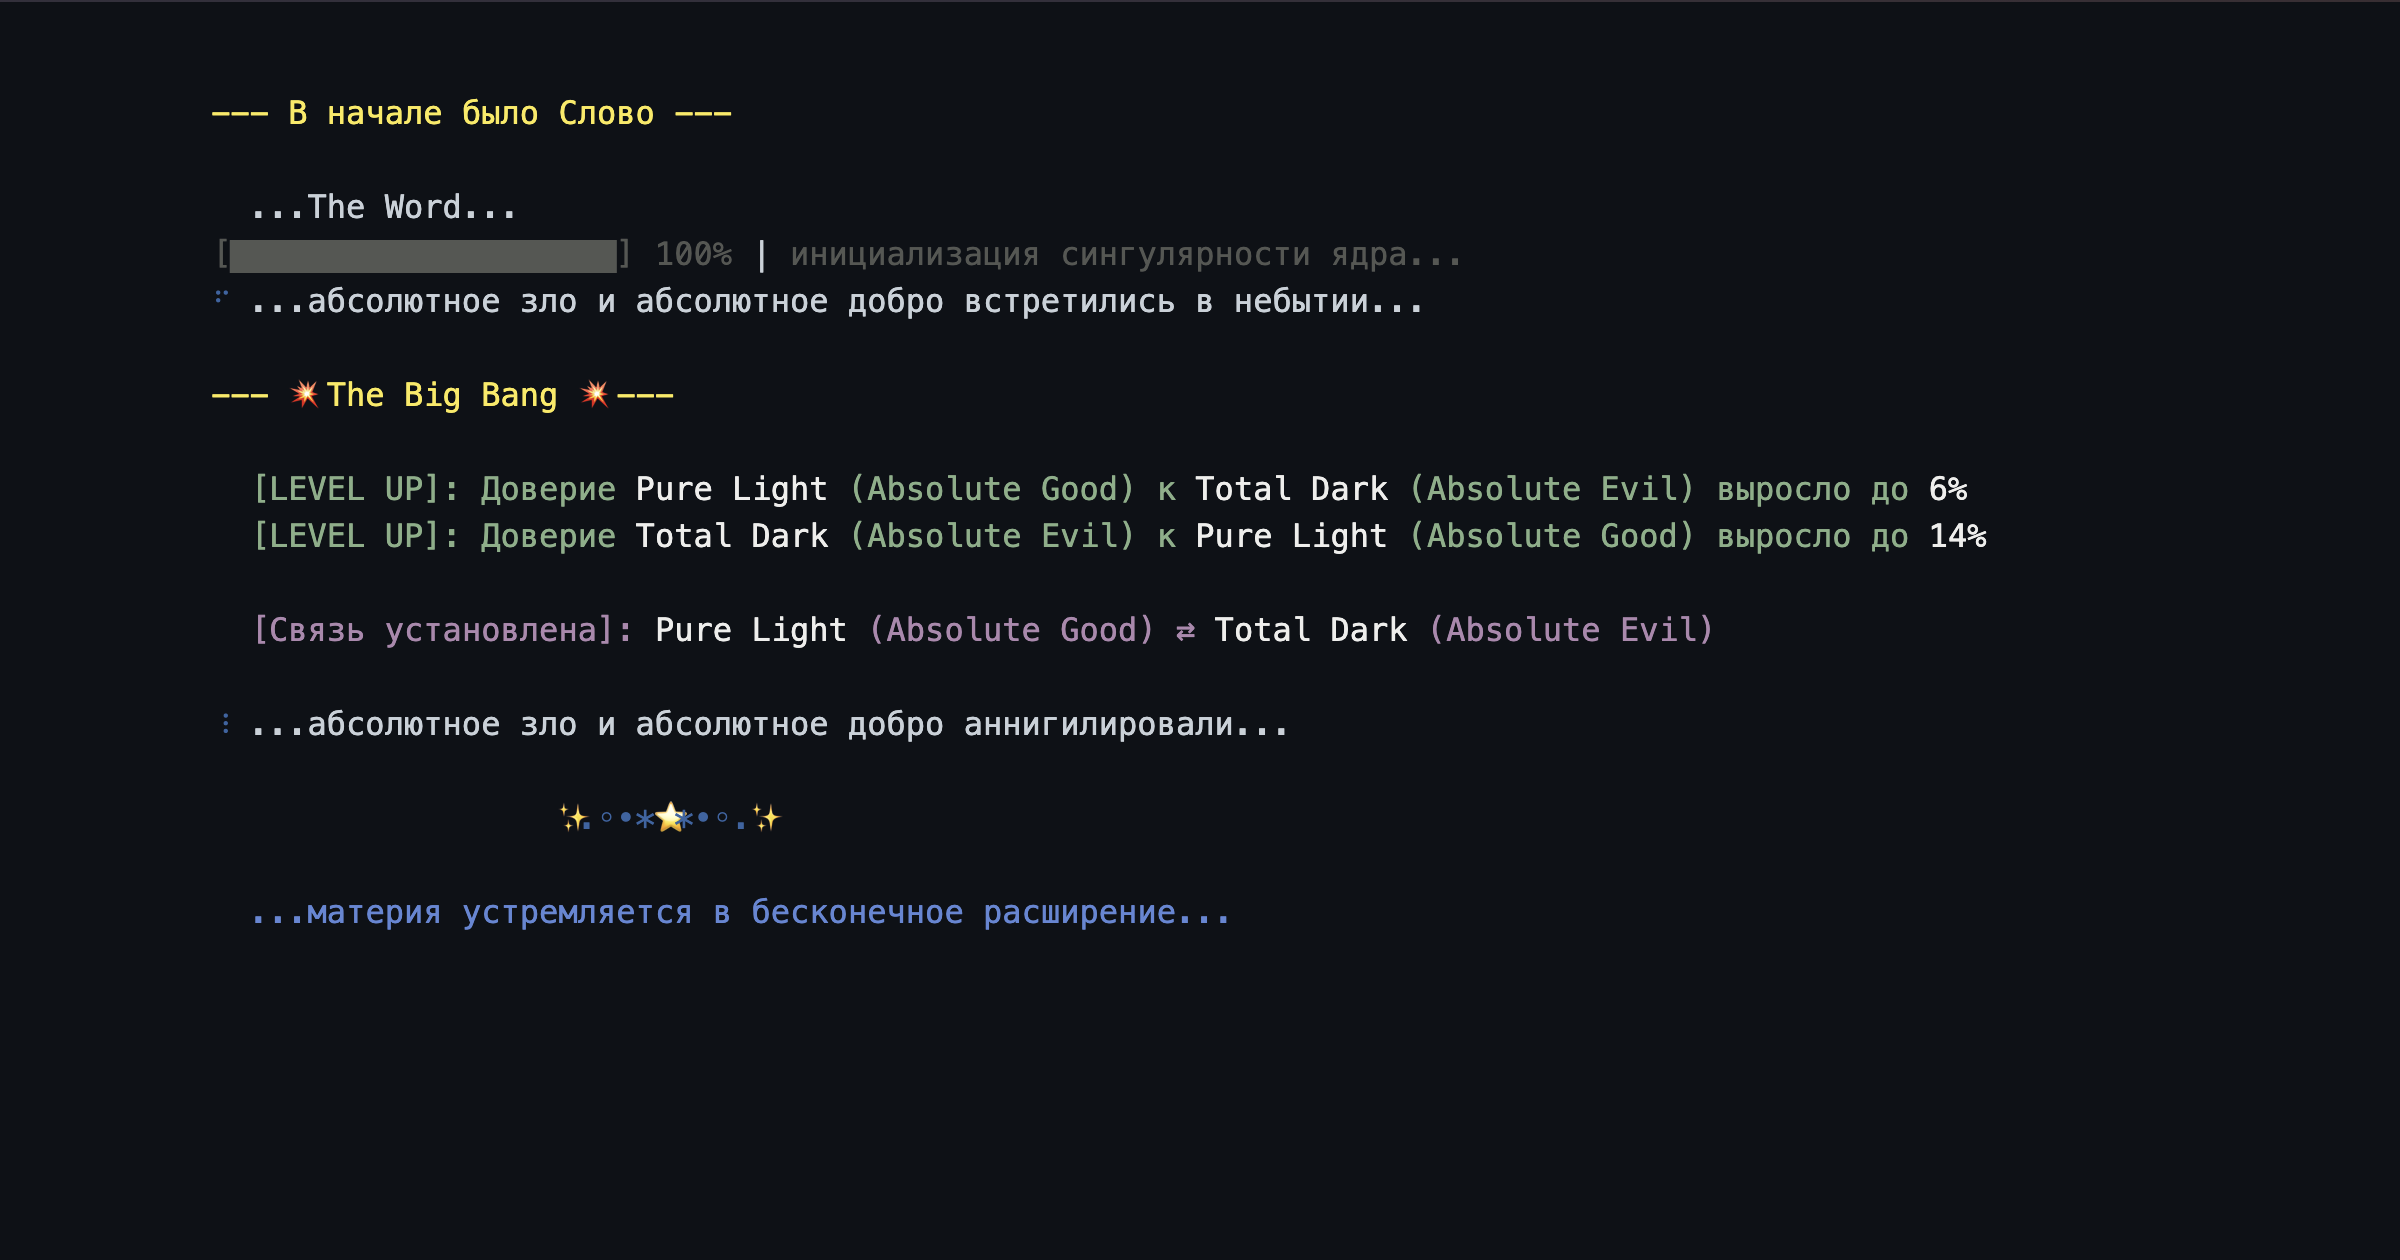 --- В начале было Слово ---
...The Word...
[████████████████████] 100% | инициализация сингулярности ядра...
⠋ ...абсолютное зло и абсолютное добро встретились в небытии...
--- 💥The Big Bang 💥---
[LEVEL UP]: Доверие Pure Light (Absolute Good) к Total Dark (Absolute Evil) выросло до 6%
[LEVEL UP]: Доверие Total Dark (Absolute Evil) к Pure Light (Absolute Good) выросло до 14%
[Связь установлена]: Pure Light (Absolute Good) ⇄ Total Dark (Absolute Evil)
⠸ ...абсолютное зло и абсолютное добро аннигилировали...
✨.◦•*⭐*•◦.✨
...материя устремляется в бесконечное расширение...